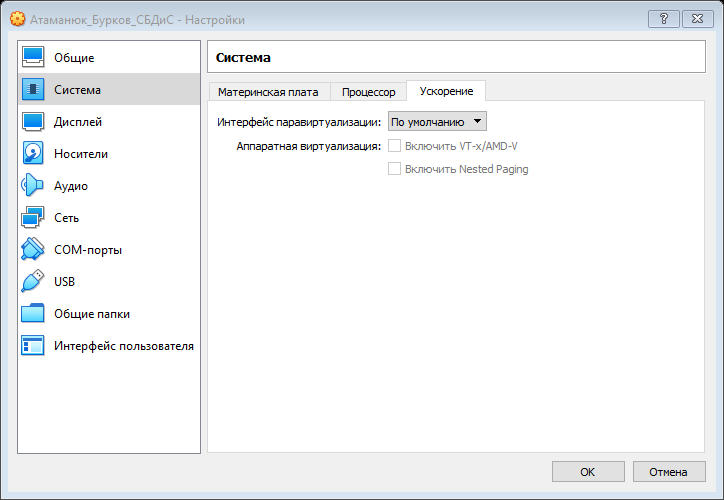 Атаманюк_Бурков_СБДиС - Настройки
?
Общие
Система
Дисплей
Носители
Аудио
Сеть
COM-порты
USB
Общие папки
Интерфейс пользователя
Система
Материнская плата Процессор Ускорение
Интерфейс паравиртуализации: По умолчанию
Аппаратная виртуализация: Включить VT-x/AMD-V
Включить Nested Paging
OK Отмена